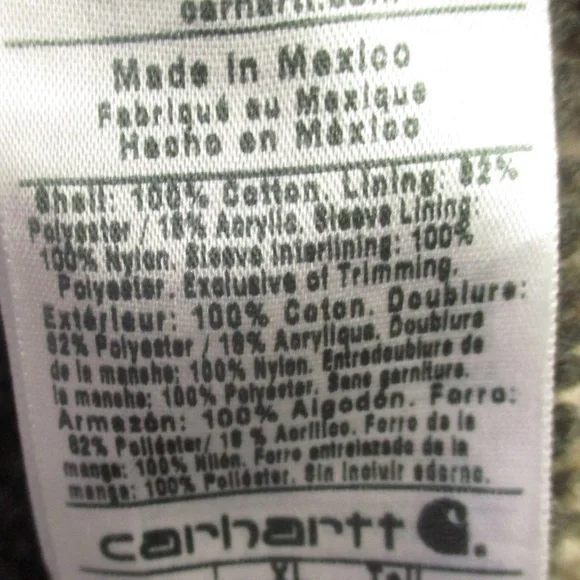 carhartt.com
Made in Mexico
Fabriqué au Mexique
Hecho en México
Shell: 100% Cotton. Lining: 82%
Polyester / 18% Acrylic. Sleeve Lining:
100% Nylon. Sleeve Interlining: 100%
Polyester. Exclusive of Trimming.
Extérieur: 100% Coton. Doublure:
82% Polyester / 18% Acrylique. Doublure
de la manche: 100% Nylon. Entredoublure de
la manche: 100% Polyester. Sans garniture.
Armazón: 100% Algodón. Forro:
82% Poliéster/ 18 % Acrílico. Forro de la
manga: 100% Nilón. Forro entrelazado de la
manga: 100% Poliéster. Sin incluir adorno.
carhartt
XL Tall